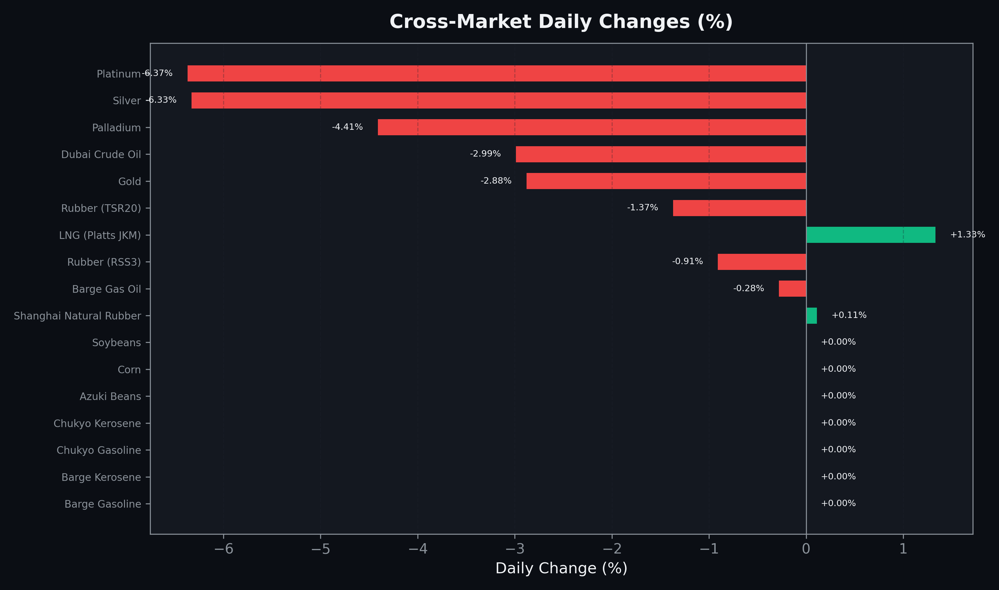 Cross-Market Daily Changes (%)
Platinum -6.37%
Silver -6.33%
Palladium -4.41%
Dubai Crude Oil -2.99%
Gold -2.88%
Rubber (TSR20) -1.37%
LNG (Platts JKM) +1.33%
Rubber (RSS3) -0.91%
Barge Gas Oil -0.28%
Shanghai Natural Rubber +0.11%
Soybeans +0.00%
Corn +0.00%
Azuki Beans +0.00%
Chukyo Kerosene +0.00%
Chukyo Gasoline +0.00%
Barge Kerosene +0.00%
Barge Gasoline +0.00%
−6 −5 −4 −3 −2 −1 0 1
Daily Change (%)